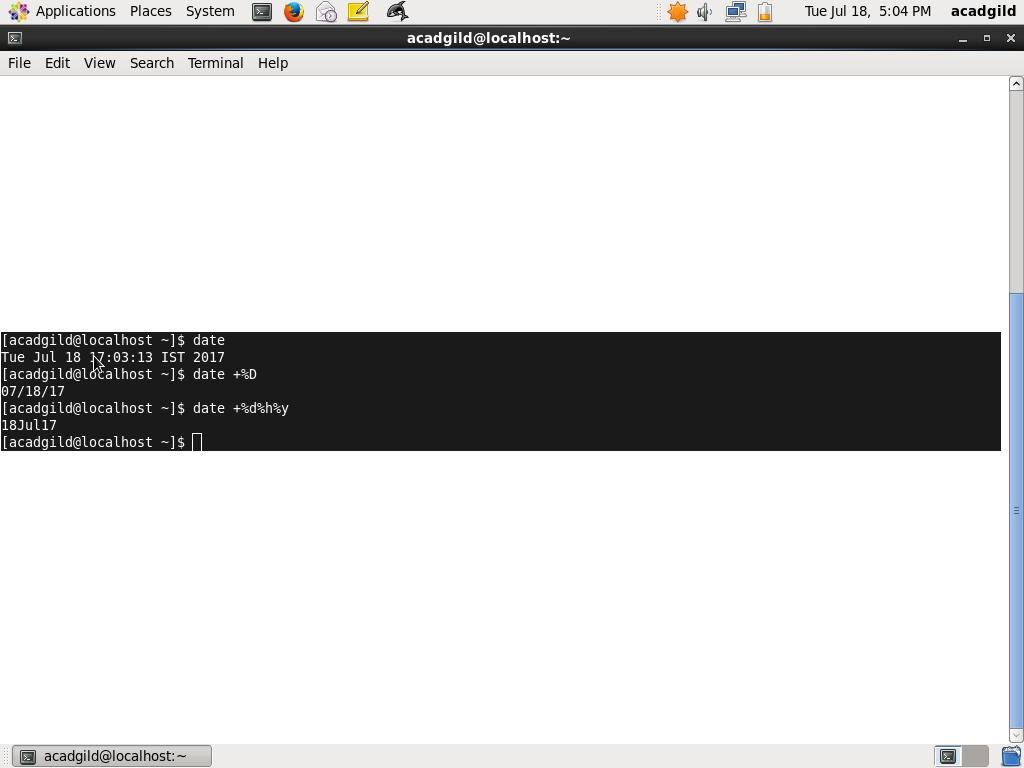 Applications Places System Tue Jul 18, 5:04 PM acadgild
acadgild@localhost:~
File Edit View Search Terminal Help
[acadgild@localhost ~]$ date
Tue Jul 18 17:03:13 IST 2017
[acadgild@localhost ~]$ date +%D
07/18/17
[acadgild@localhost ~]$ date +%d%h%y
18Jul17
[acadgild@localhost ~]$
acadgild@localhost:~